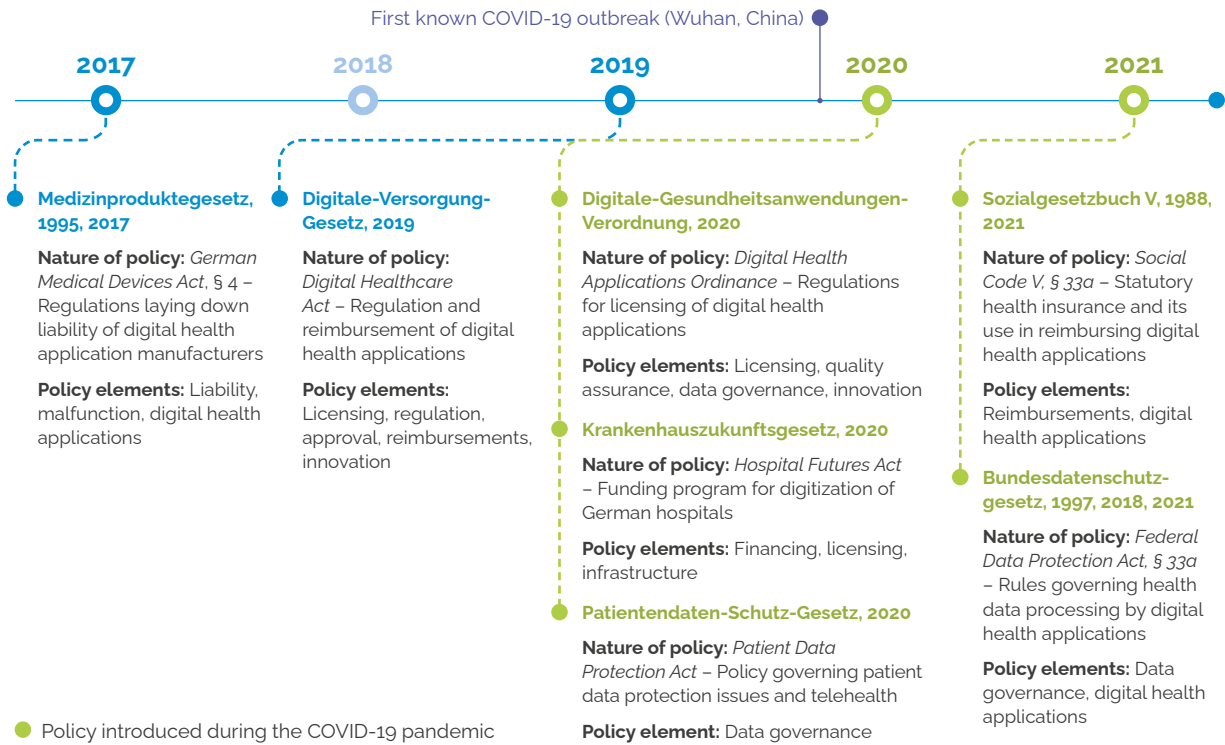 First known COVID-19 outbreak (Wuhan, China)
2017
2018
2019
2020
2021
Medizinproduktegesetz,
1995, 2017
Nature of policy: German
Medical Devices Act, § 4 –
Regulations laying down
liability of digital health
application manufacturers
Policy elements: Liability,
malfunction, digital health
applications
Digitale-Versorgung-
Gesetz, 2019
Nature of policy:
Digital Healthcare
Act – Regulation and
reimbursement of digital
health applications
Policy elements:
Licensing, regulation,
approval, reimbursements,
innovation
Digitale-Gesundheitsanwendungen-
Verordnung, 2020
Nature of policy: Digital Health
Applications Ordinance – Regulations
for licensing of digital health
applications
Policy elements: Licensing, quality
assurance, data governance, innovation
Krankenhauszukunftsgesetz, 2020
Nature of policy: Hospital Futures Act
– Funding program for digitization of
German hospitals
Policy elements: Financing, licensing,
infrastructure
Patientendaten-Schutz-Gesetz, 2020
Nature of policy: Patient Data
Protection Act – Policy governing patient
data protection issues and telehealth
Policy element: Data governance
Sozialgesetzbuch V, 1988,
2021
Nature of policy: Social
Code V, § 33a – Statutory
health insurance and its
use in reimbursing digital
health applications
Policy elements:
Reimbursements, digital
health applications
Bundesdatenschutz-
gesetz, 1997, 2018, 2021
Nature of policy: Federal
Data Protection Act, § 33a
– Rules governing health
data processing by digital
health applications
Policy elements: Data
governance, digital health
applications
Policy introduced during the COVID-19 pandemic